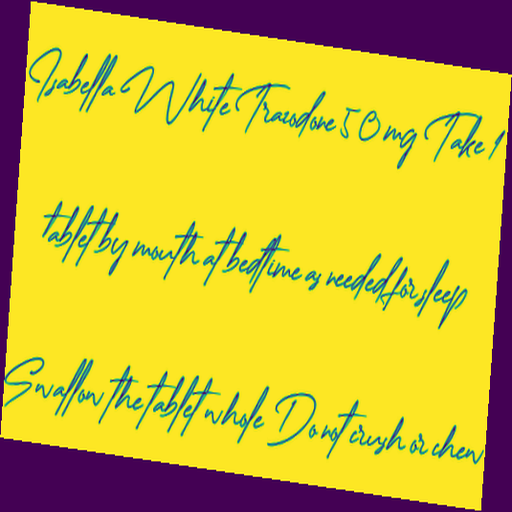 Isabella White Trazodone 50 mg Take 1
tablet by mouth at bedtime as needed for sleep
Swallow the tablet whole Do not crush or chew